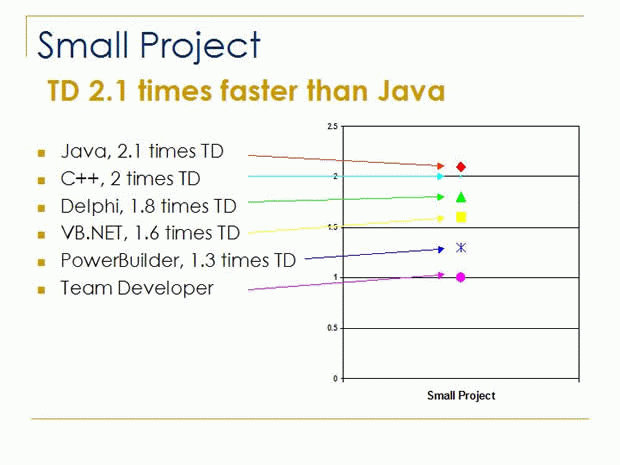 Small Project
TD 2.1 times faster than Java
Java, 2.1 times TD
C++, 2 times TD
Delphi, 1.8 times TD
VB.NET, 1.6 times TD
PowerBuilder, 1.3 times TD
Team Developer
2.5
2
1.5
1
0.5
0
Small Project